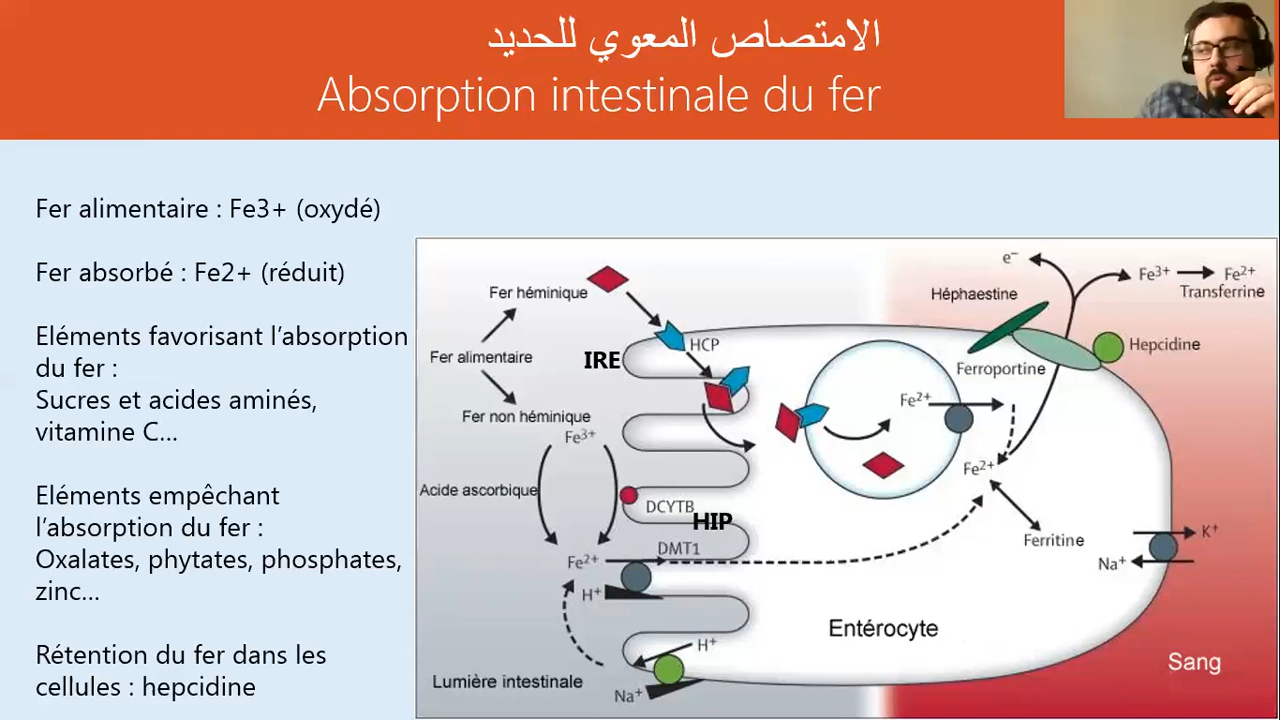 الامتصاص المعوي للحديد
Absorption intestinale du fer
Fer alimentaire : Fe3+ (oxydé)
Fer absorbé : Fe2+ (réduit)
Eléments favorisant l'absorption
du fer :
Sucres et acides aminés,
vitamine C...
Eléments empêchant
l'absorption du fer :
Oxalates, phytates, phosphates,
zinc...
Rétention du fer dans les
cellules : hepcidine
Fer héminique
Fer alimentaire
Fer non héminique
Fe³⁺
Acide ascorbique
Fe²⁺
H⁺
Lumière intestinale
Na⁺
H⁺
IRE
HCP
DCYTB
HIP
DMT1
Fe²⁺
Fe²⁺
Ferritine
Entérocyte
e⁻
Héphaestine
Ferroportine
Fe³⁺
Fe²⁺
Transferrine
Hepcidine
K⁺
Na⁺
Sang